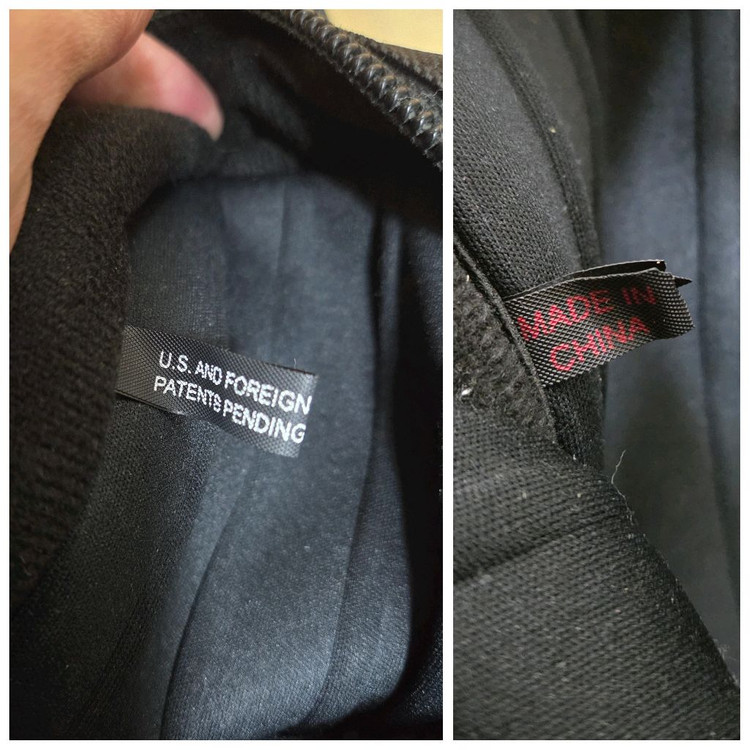 U.S. AND FOREIGN
PATENTS PENDING
MADE IN
CHINA